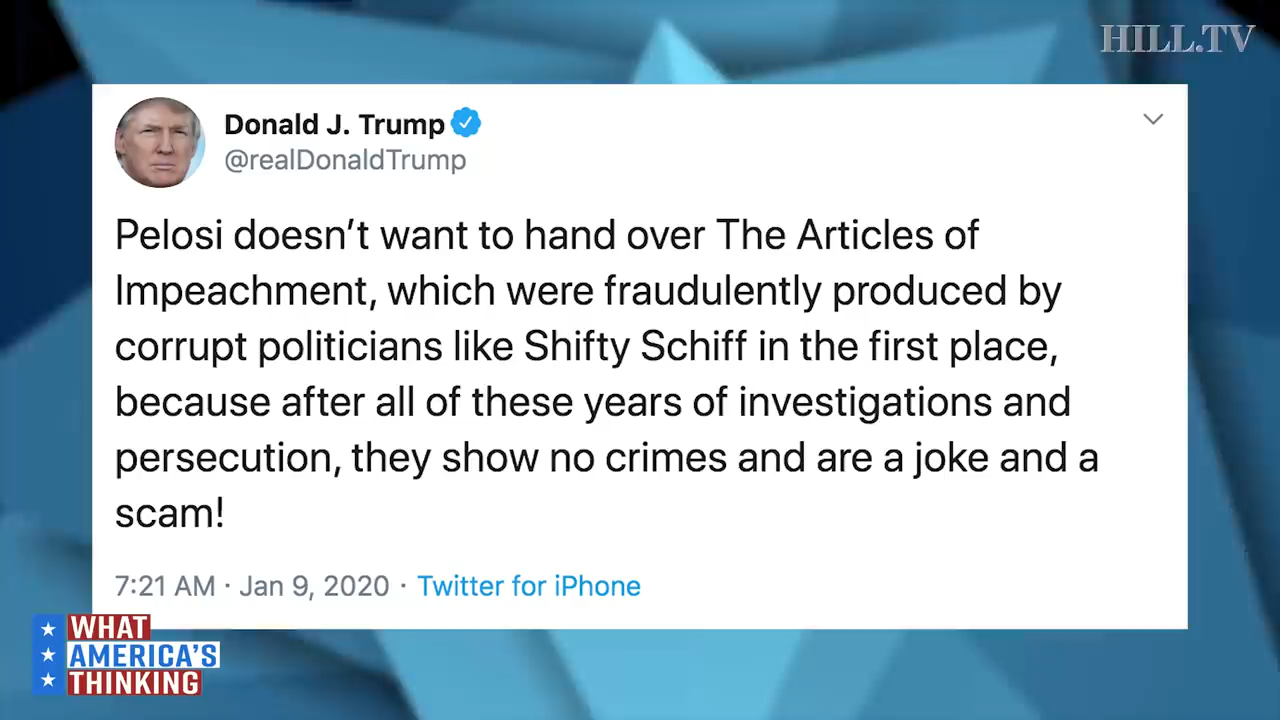 HILL.TV
Donald J. Trump
@realDonaldTrump
Pelosi doesn’t want to hand over The Articles of
Impeachment, which were fraudulently produced by
corrupt politicians like Shifty Schiff in the first place,
because after all of these years of investigations and
persecution, they show no crimes and are a joke and a
scam!
7:21 AM · Jan 9, 2020 · Twitter for iPhone
WHAT
AMERICA'S
THINKING